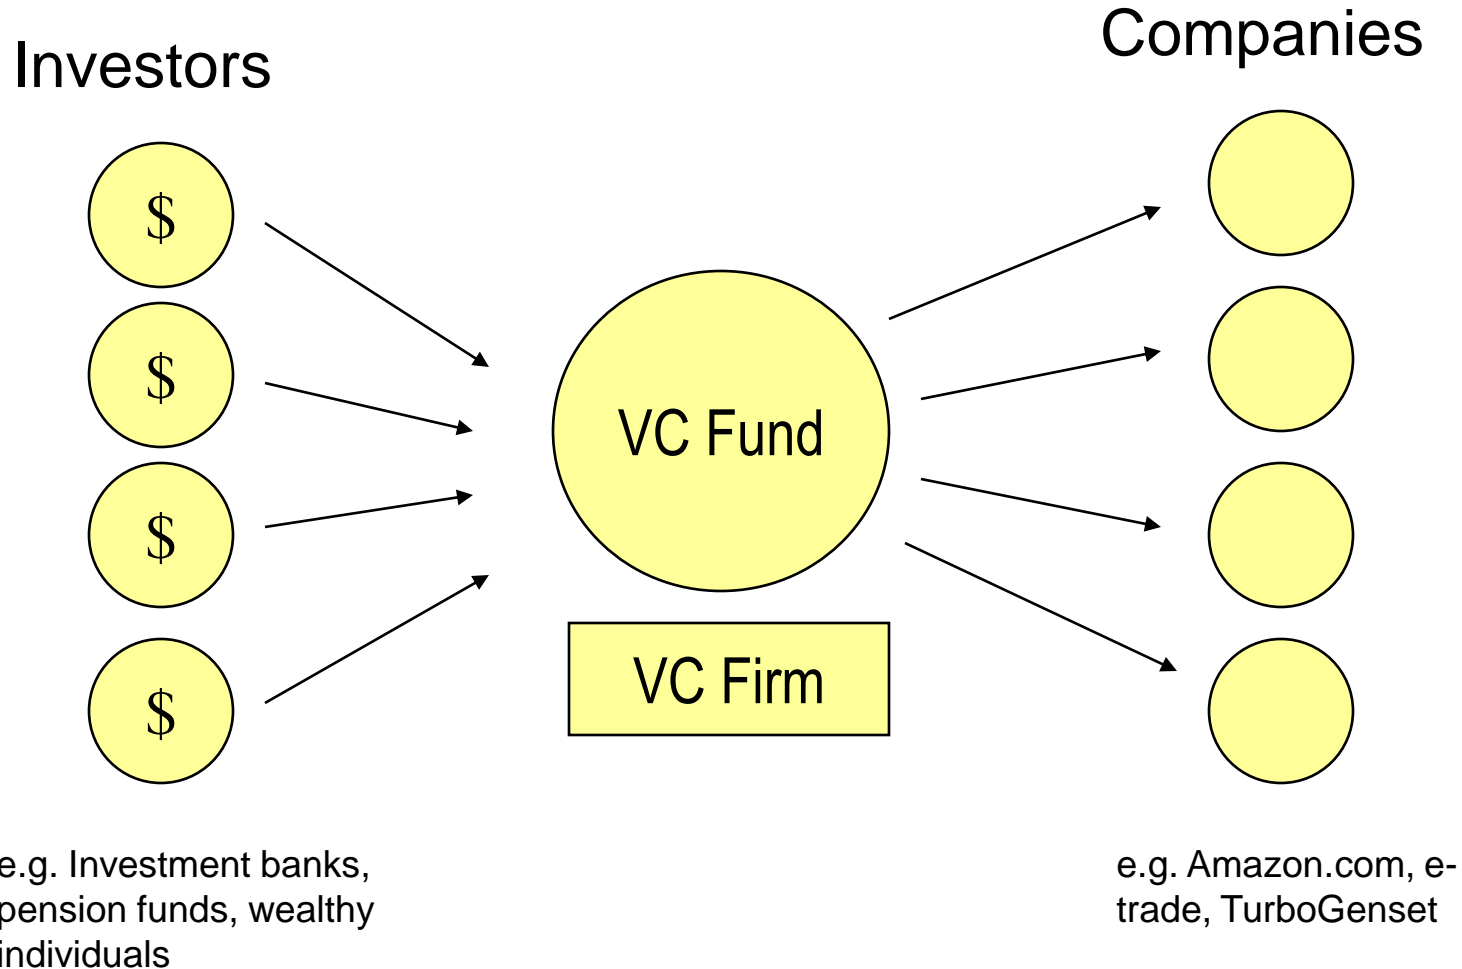 Investors
Companies
$
$
$
$
VC Fund
VC Firm
e.g. Investment banks,
pension funds, wealthy
individuals
e.g. Amazon.com, e-
trade, TurboGenset